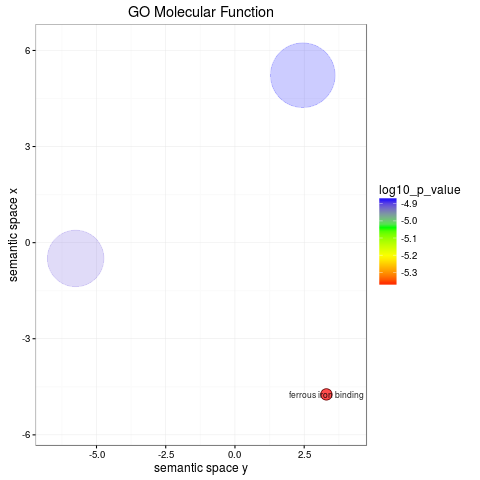 GO Molecular Function
6
3
0
-3
-6
semantic space x
-5.0
-2.5
0.0
2.5
semantic space y
ferrous iron binding
log10_p_value
-4.9
-5.0
-5.1
-5.2
-5.3